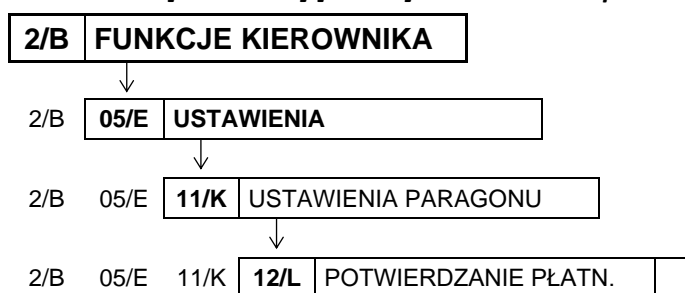 2/B FUNKCJE KIEROWNIKA
2/B 05/E USTAWIENIA
2/B 05/E 11/K USTAWIENIA PARAGONU
2/B 05/E 11/K 12/L POTWIERDZANIE PŁATN.